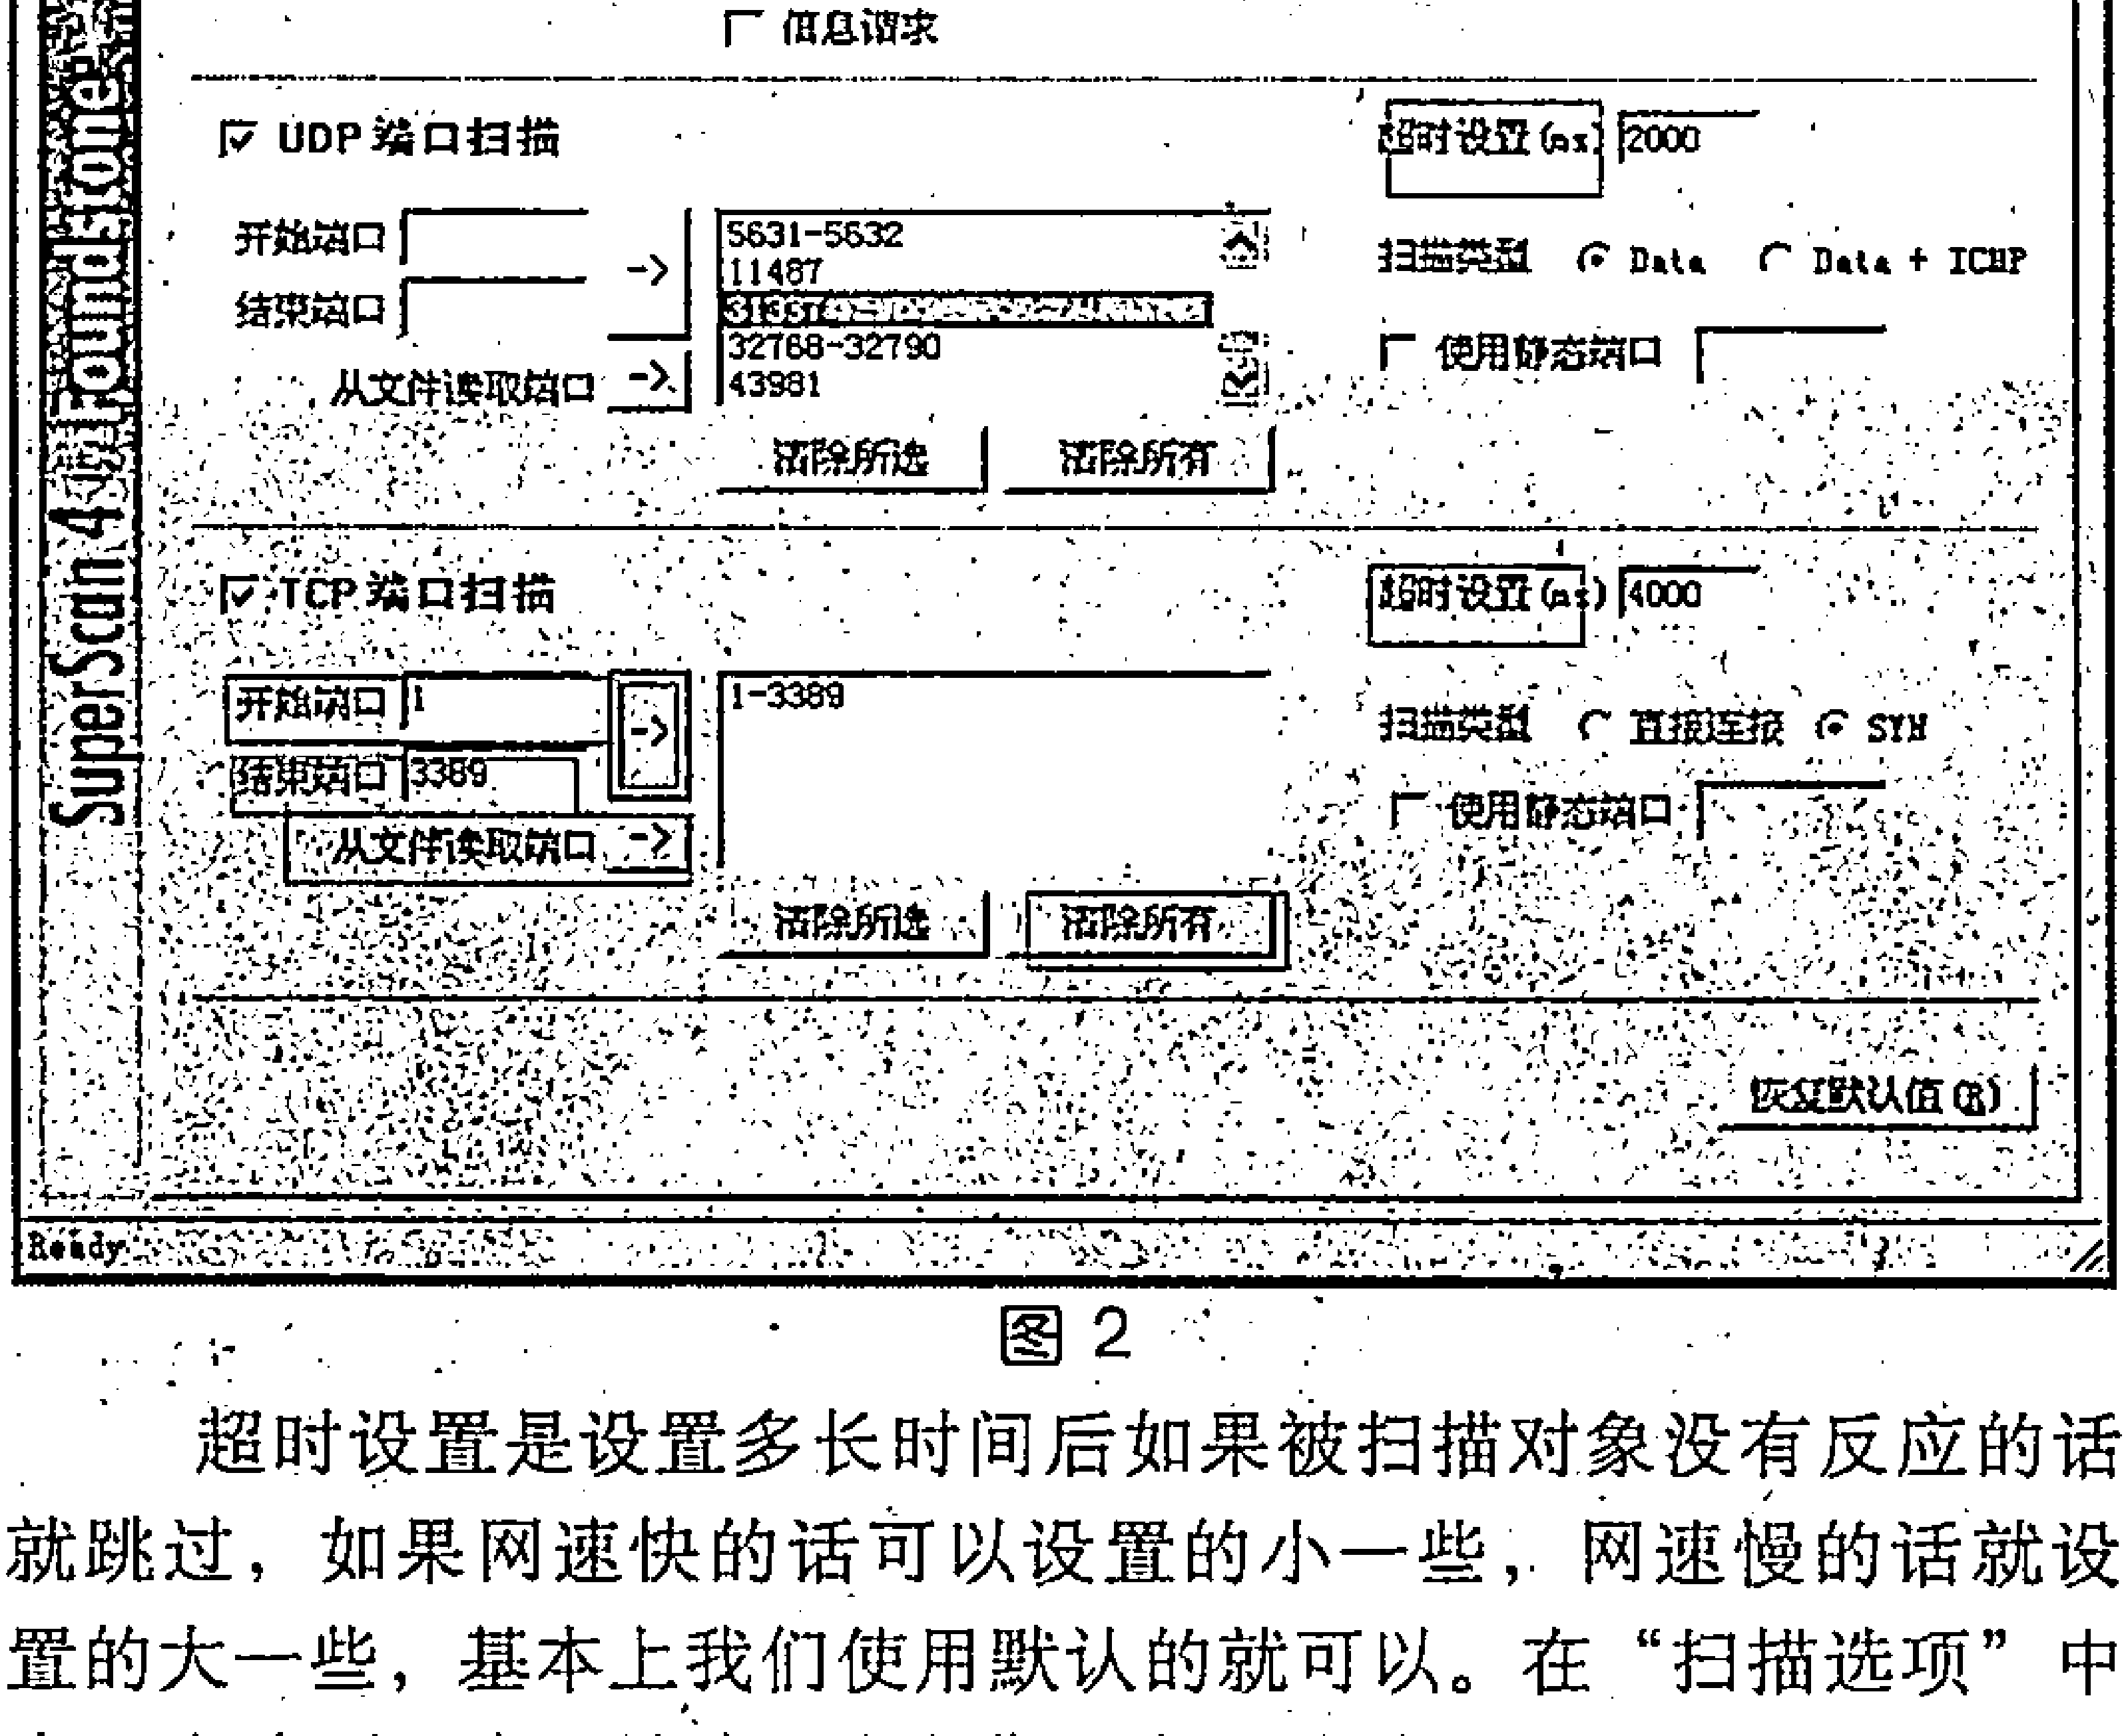 信息请求
UDP 端口扫描
超时设置(ms) 2000
开始端口
结束端口
从文件读取端口 ->
->
5631-5632
11487
32768-32790
43981
扫描类型 Data Data + ICMP
使用静态端口
清除所选 清除所有
TCP 端口扫描
超时设置(ms) 4000
开始端口 1
结束端口 3389
->
从文件读取端口 ->
1-3389
扫描类型 直接连接 SYN
使用静态端口
清除所选 清除所有
恢复默认值(R)
SuperScan 4 Foundstone
Ready
图 2
超时设置是设置多长时间后如果被扫描对象没有反应的话
就跳过，如果网速快的话可以设置的小一些，网速慢的话就设
置的大一些，基本上我们使用默认的就可以。在“扫描选项”中